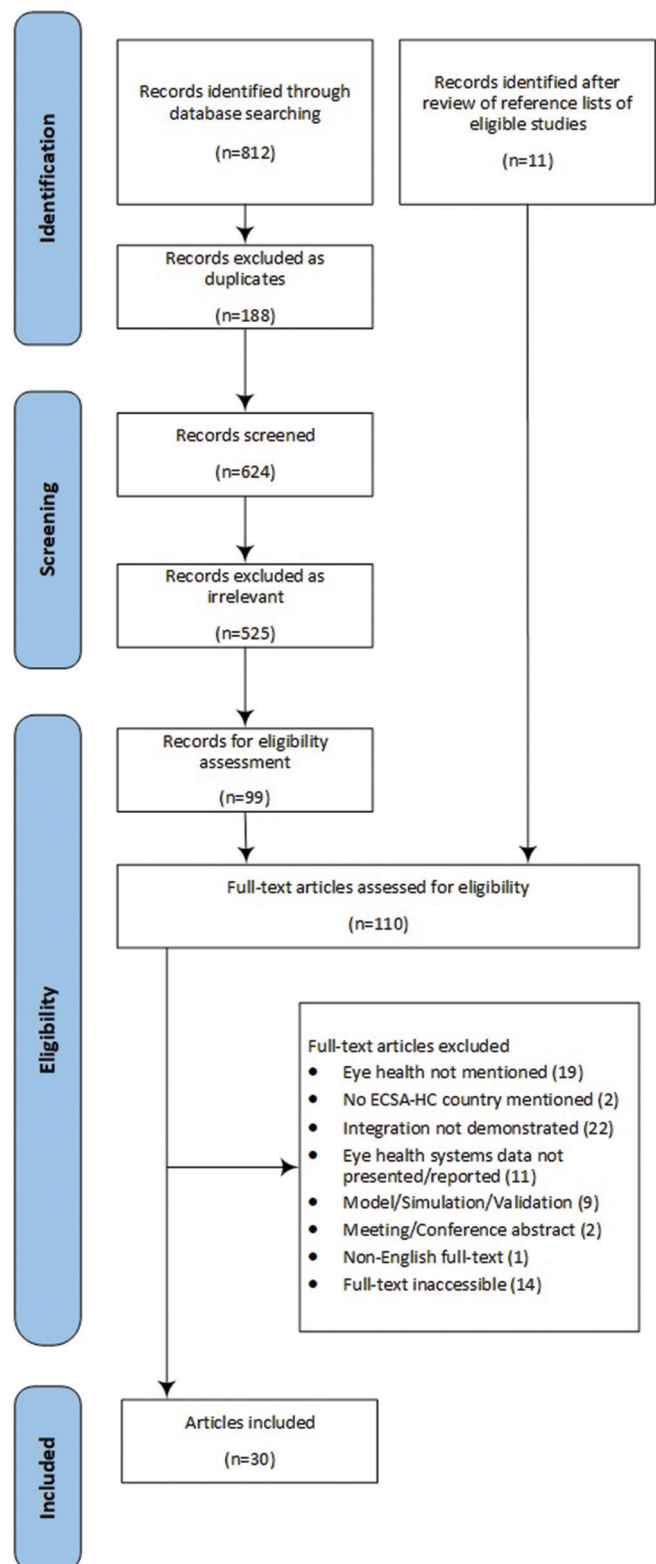 Identification
Records identified through
database searching
(n=812)
Records identified after
review of reference lists of
eligible studies
(n=11)
Records excluded as
duplicates
(n=188)
Screening
Records screened
(n=624)
Records excluded as
irrelevant
(n=525)
Eligibility
Records for eligibility
assessment
(n=99)
Full-text articles assessed for eligibility
(n=110)
Full-text articles excluded
• Eye health not mentioned (19)
• No ECSA-HC country mentioned (2)
• Integration not demonstrated (22)
• Eye health systems data not
presented/reported (11)
• Model/Simulation/Validation (9)
• Meeting/Conference abstract (2)
• Non-English full-text (1)
• Full-text inaccessible (14)
Included
Articles included
(n=30)